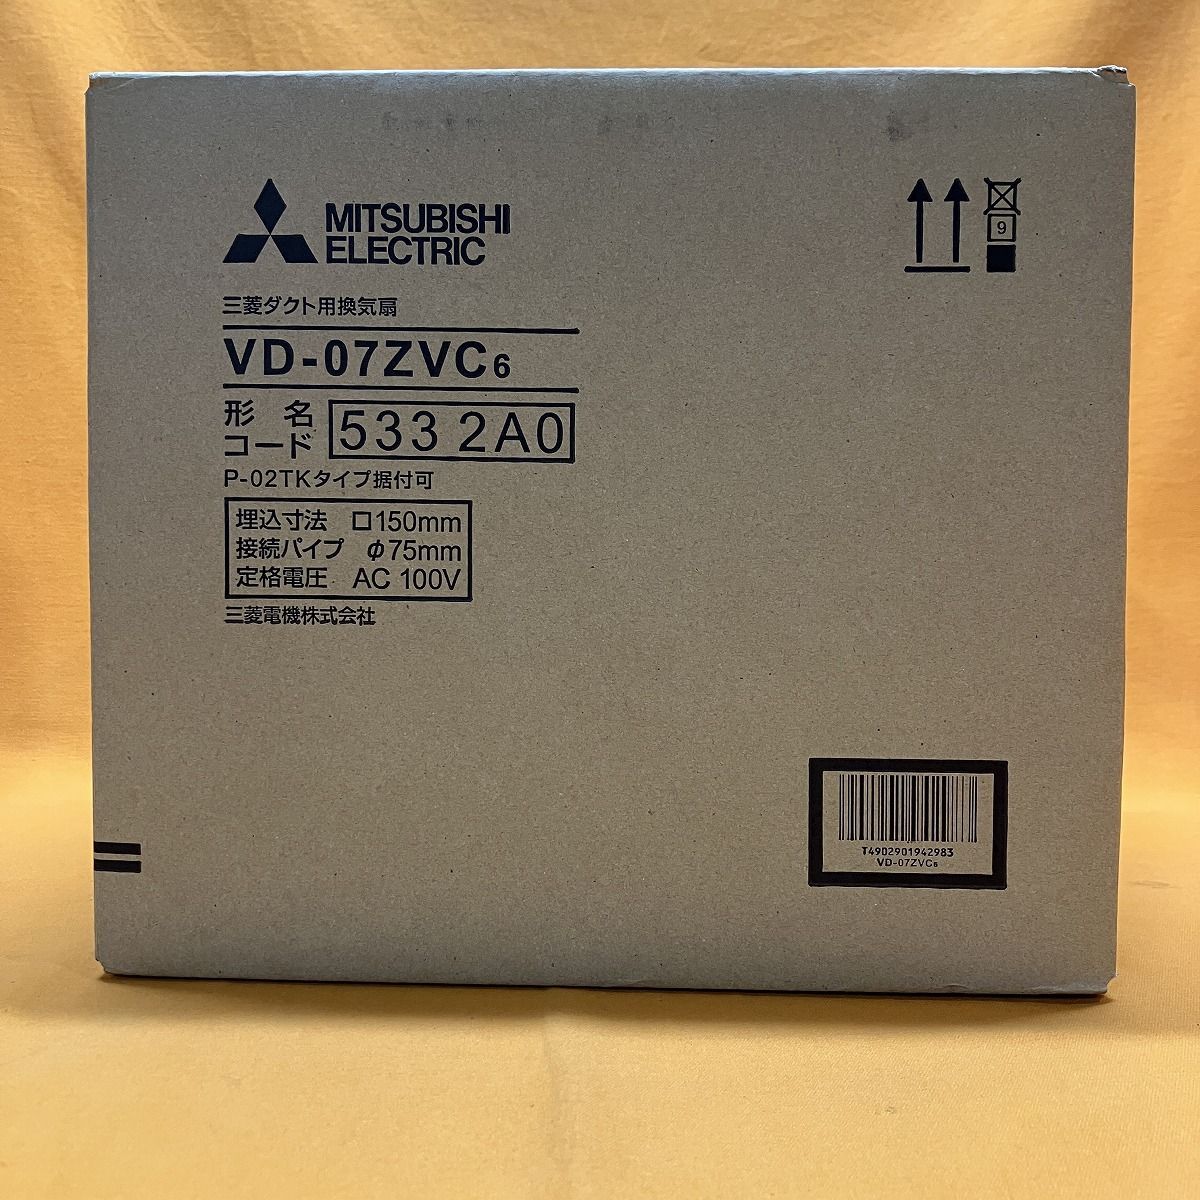 MITSUBISHI
ELECTRIC
9
三菱ダクト用換気扇
VD-07ZVC6
形名
コード
533 2A0
P-02TKタイプ据付可
埋込寸法 □150mm
接続パイプ φ75mm
定格電圧 AC 100V
三菱電機株式会社
T4902901942983
VD-07ZVC6